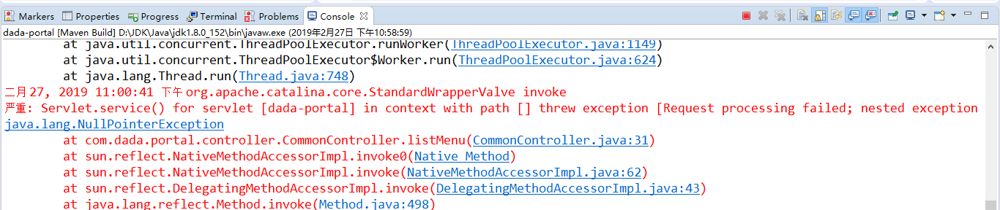 Markers Properties Progress Terminal Problems Console
dada-portal [Maven Build] D:\JDK\Java\jdk1.8.0_152\bin\javaw.exe (2019年2月27日 下午10:58:59)
at java.util.concurrent.ThreadPoolExecutor.runWorker(ThreadPoolExecutor.java:1149)
at java.util.concurrent.ThreadPoolExecutor$Worker.run(ThreadPoolExecutor.java:624)
at java.lang.Thread.run(Thread.java:748)
二月 27, 2019 11:00:41 下午 org.apache.catalina.core.StandardWrapperValve invoke
严重: Servlet.service() for servlet [dada-portal] in context with path [] threw exception [Request processing failed; nested exception
java.lang.NullPointerException
at com.dada.portal.controller.CommonController.listMenu(CommonController.java:31)
at sun.reflect.NativeMethodAccessorImpl.invoke0(Native Method)
at sun.reflect.NativeMethodAccessorImpl.invoke(NativeMethodAccessorImpl.java:62)
at sun.reflect.DelegatingMethodAccessorImpl.invoke(DelegatingMethodAccessorImpl.java:43)
at java.lang.reflect.Method.invoke(Method.java:498)